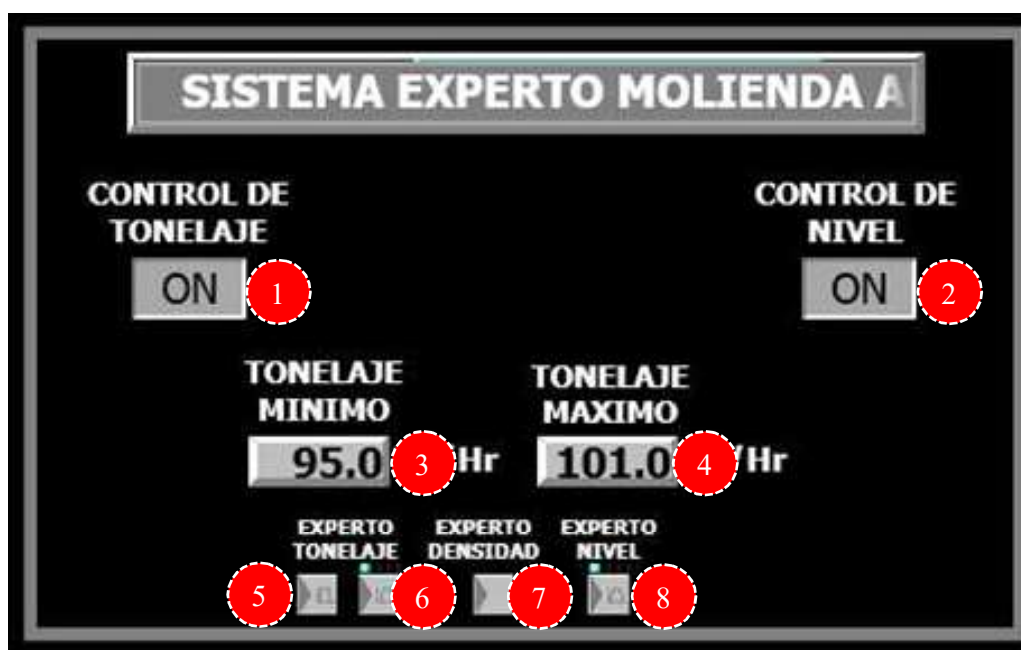 SISTEMA EXPERTO MOLIENDA A
CONTROL DE
TONELAJE
ON
1
CONTROL DE
NIVEL
ON
2
TONELAJE
MINIMO
95.0
3
/Hr
TONELAJE
MAXIMO
101.0
4
/Hr
EXPERTO
TONELAJE
EXPERTO
DENSIDAD
EXPERTO
NIVEL
5
6
7
8